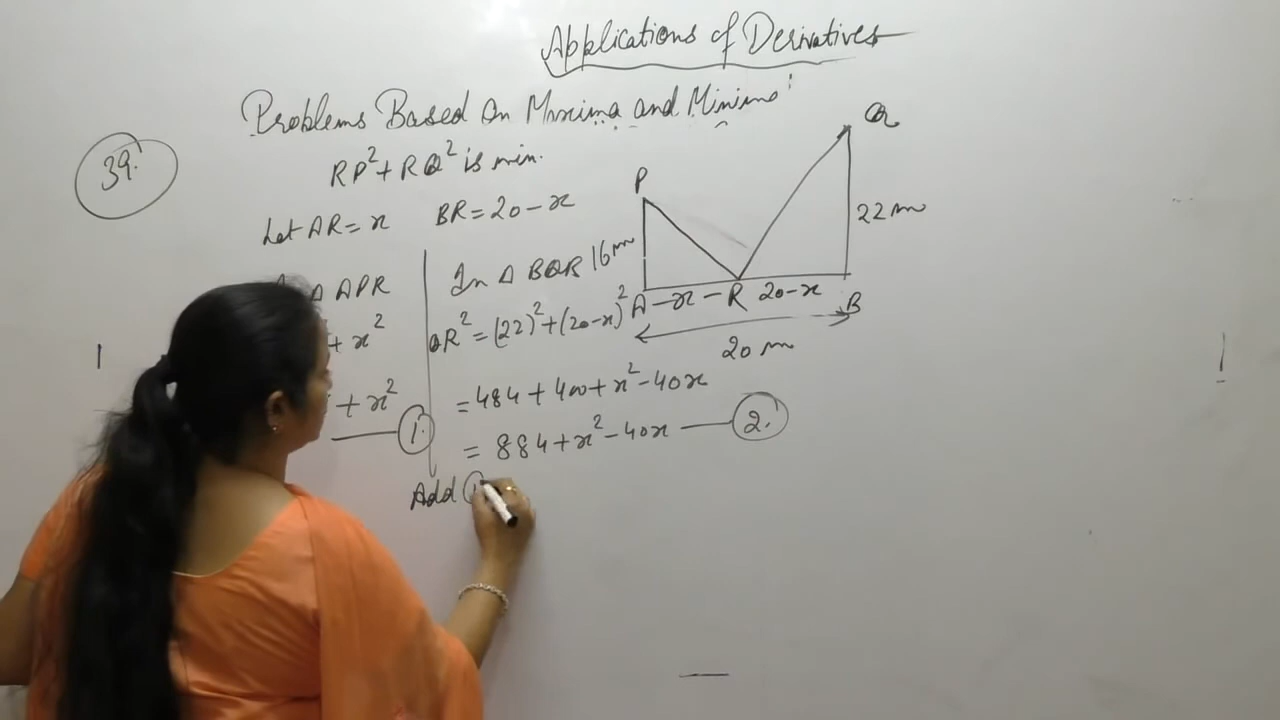 Applications of Derivatives
Problems Based On Maxima and Minima
39.
RP²+RQ² is min.
Let AR=x BR=20-x
Δ APR
+ x²
+ x²
1.
In Δ BQR
QR²=(22)²+(20-x)²
=484+400+x²-40x
= 884+x²-40x — 2.
Add
P
Q
16m
22m
A -x- R 20-x B
20 m